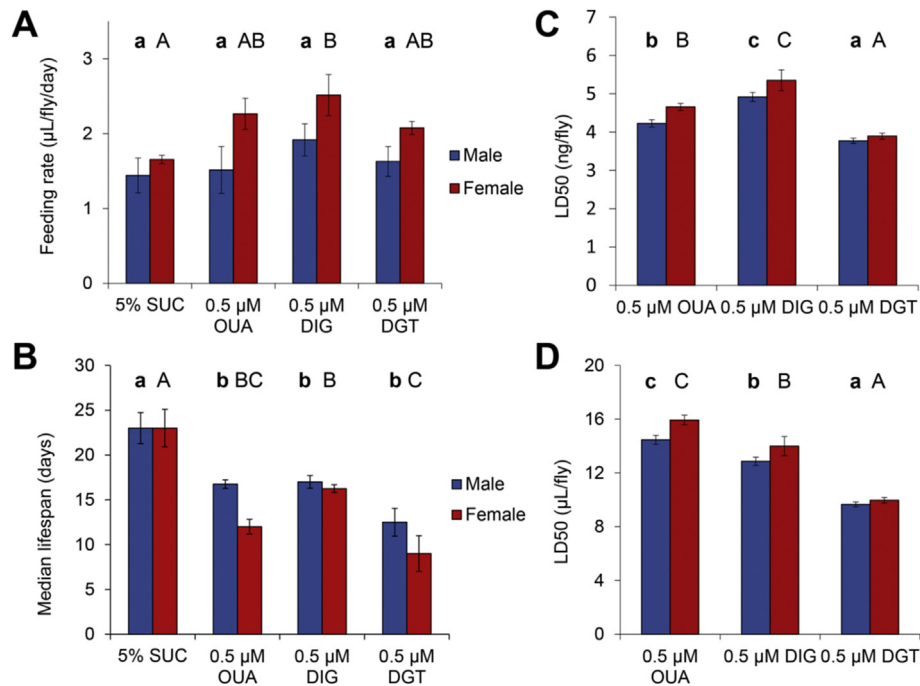 A
Feeding rate (µL/fly/day)
3
2
1
0
a A
a AB
a B
a AB
5% SUC
0.5 µM
OUA
0.5 µM
DIG
0.5 µM
DGT
Male
Female
B
Median lifespan (days)
30
25
20
15
10
5
0
a A
b BC
b B
b C
5% SUC
0.5 µM
OUA
0.5 µM
DIG
0.5 µM
DGT
Male
Female
C
LD50 (ng/fly)
7
6
5
4
3
2
1
0
b B
c C
a A
0.5 µM OUA
0.5 µM DIG
0.5 µM DGT
D
LD50 (µL/fly)
20
16
12
8
4
0
c C
b B
a A
0.5 µM
OUA
0.5 µM DIG
0.5 µM DGT